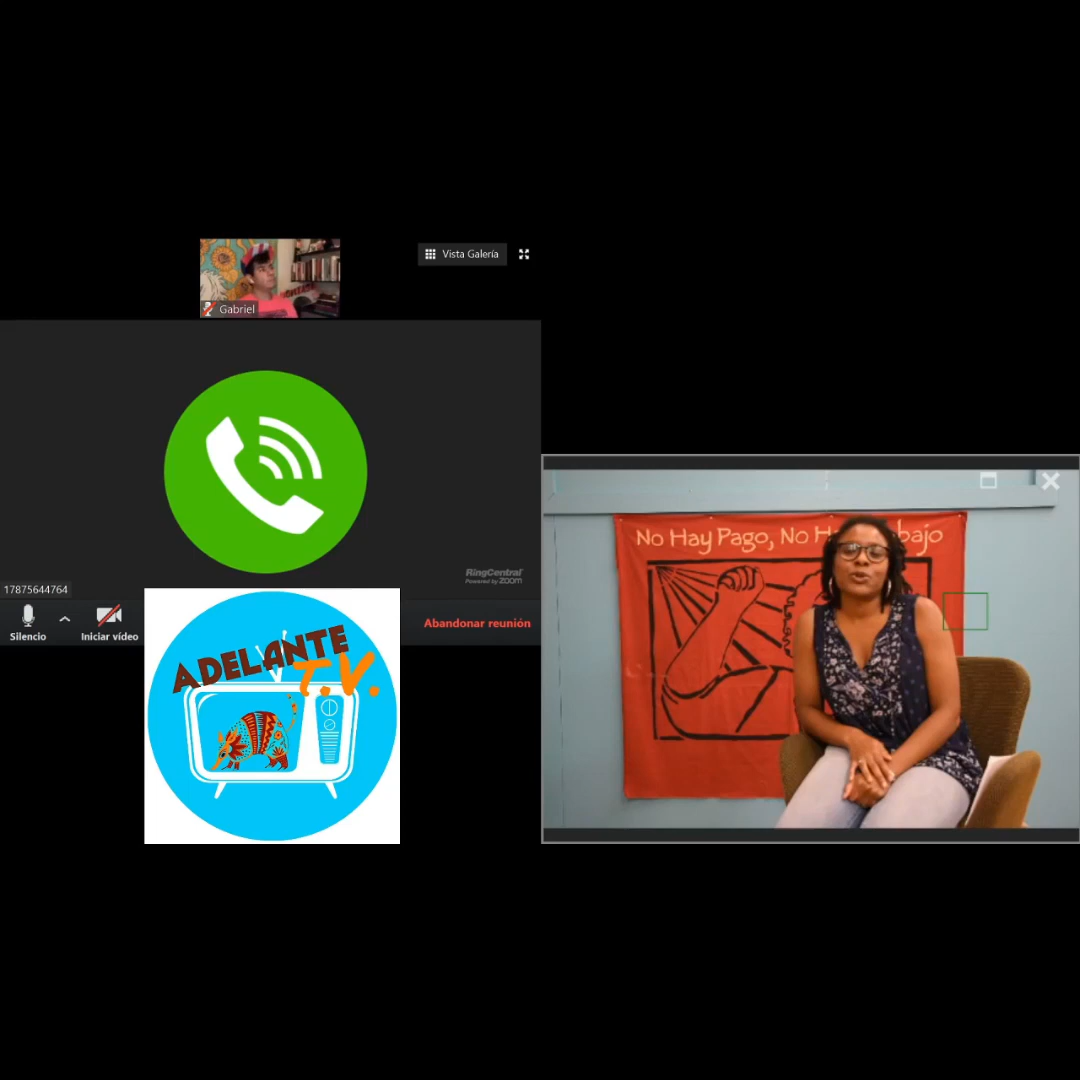 Vista Galería
Gabriel
RingCentral
Powered by ZOOM
17875644764
Silencio
Iniciar vídeo
Abandonar reunión
ADELANTE
T.V.
No Hay Pago, No H bajo